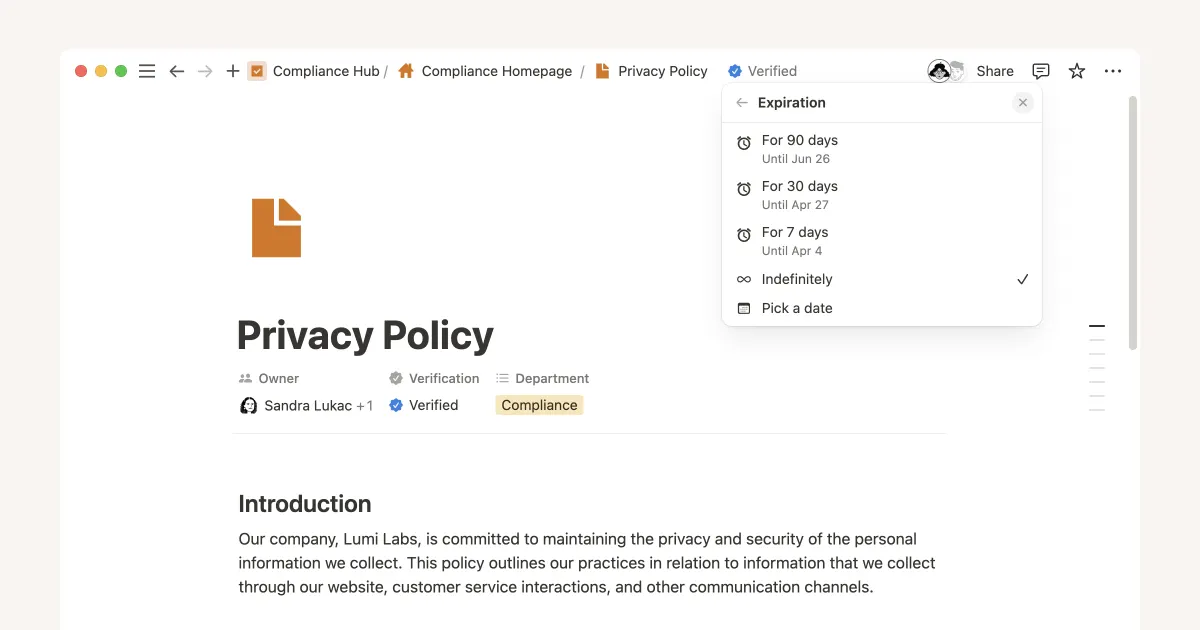 Compliance Hub / Compliance Homepage / Privacy Policy Verified Share
Expiration
For 90 days
Until Jun 26
For 30 days
Until Apr 27
For 7 days
Until Apr 4
Indefinitely
Pick a date
Privacy Policy
Owner Verification Department
Sandra Lukac +1 Verified Compliance
Introduction
Our company, Lumi Labs, is committed to maintaining the privacy and security of the personal
information we collect. This policy outlines our practices in relation to information that we collect
through our website, customer service interactions, and other communication channels.